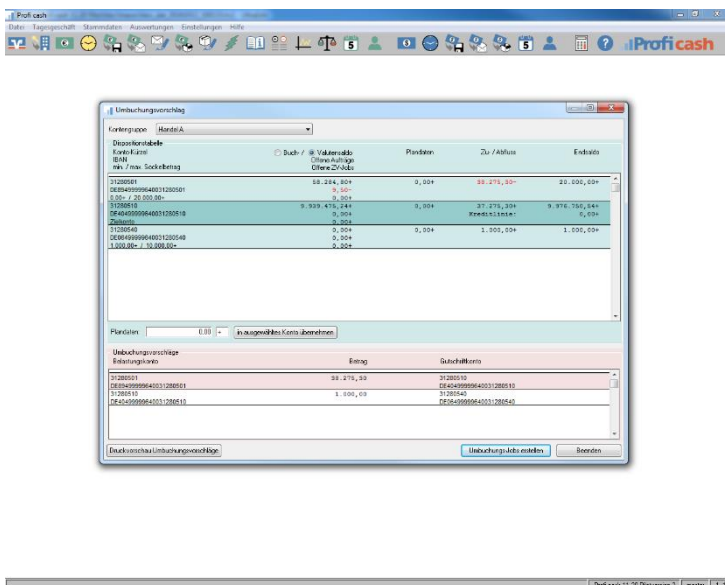 Profi cash
Datei Tagesgeschäft Stammdaten Auswertungen Einstellungen Hilfe
Profi cash
Umbuchungsvorschlag
Kontengruppe Handel A
Dispositionstabelle
Konto-Kürzel Buch- / Valutensaldo Plandaten Zu- / Abfluss Endsaldo
IBAN Offene Aufträge
min. / max. Sockelbetrag Offene ZV-Jobs
31280501 58.284,80+ 0,00+ 38.275,30- 20.000,00+
DE89499999640031280501 9,50-
0,00+ / 20.000,00+ 0,00+
31280510 9.939.475,24+ 0,00+ 37.275,30+ 9.976.750,54+
DE40499999640031280510 0,00+ Kreditlinie: 0,00+
Zielkonto 0,00+
31280540 0,00+ 0,00+ 1.000,00+ 1.000,00+
DE06499999640031280540 0,00+
1.000,00+ / 10.000,00+ 0,00+
Plandaten 0,00 + in ausgewähltes Konto übernehmen
Umbuchungsvorschläge
Belastungskonto Betrag Gutschriftkonto
31280501 38.275,30 31280510
DE89499999640031280501 DE40499999640031280510
31280510 1.000,00 31280540
DE40499999640031280510 DE06499999640031280540
Druckvorschau Umbuchungsvorschläge Umbuchungs-Jobs erstellen Beenden